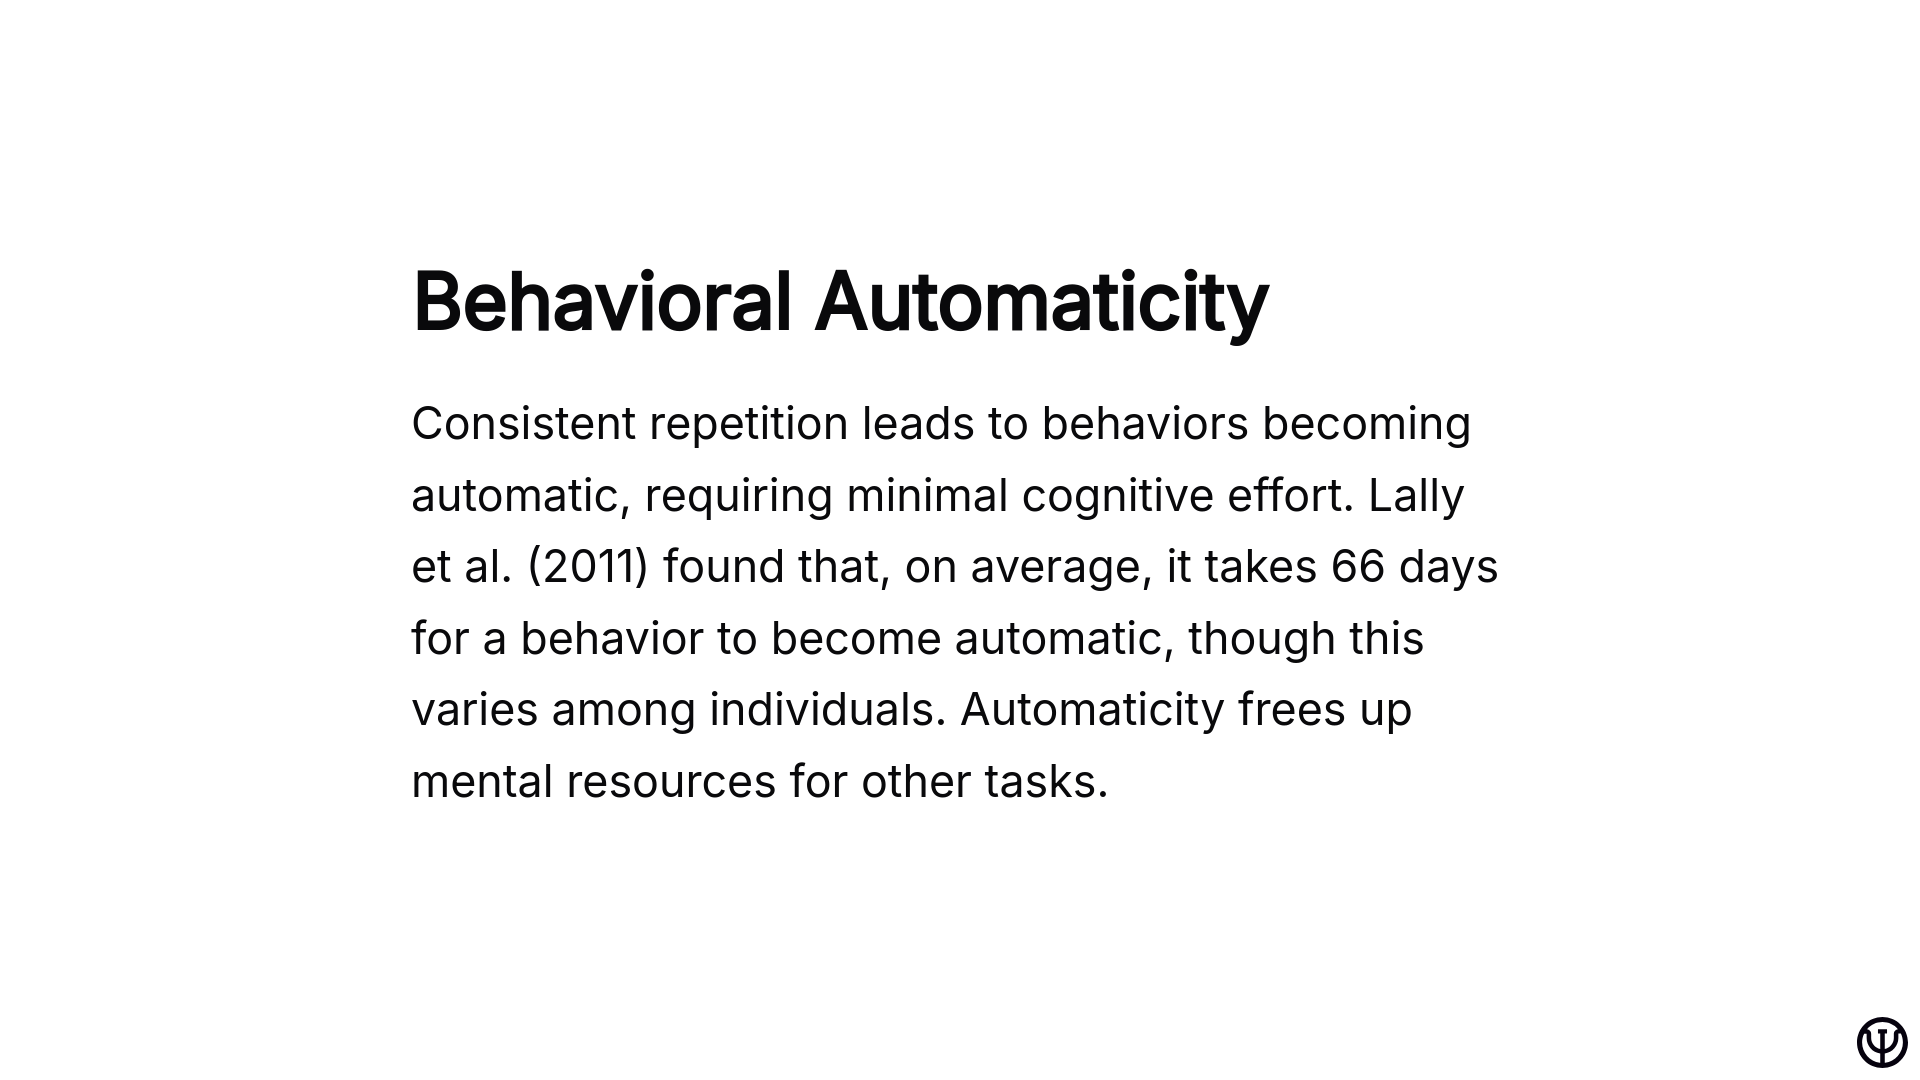 Behavioral Automaticity
Consistent repetition leads to behaviors becoming
automatic, requiring minimal cognitive effort. Lally
et al. (2011) found that, on average, it takes 66 days
for a behavior to become automatic, though this
varies among individuals. Automaticity frees up
mental resources for other tasks.